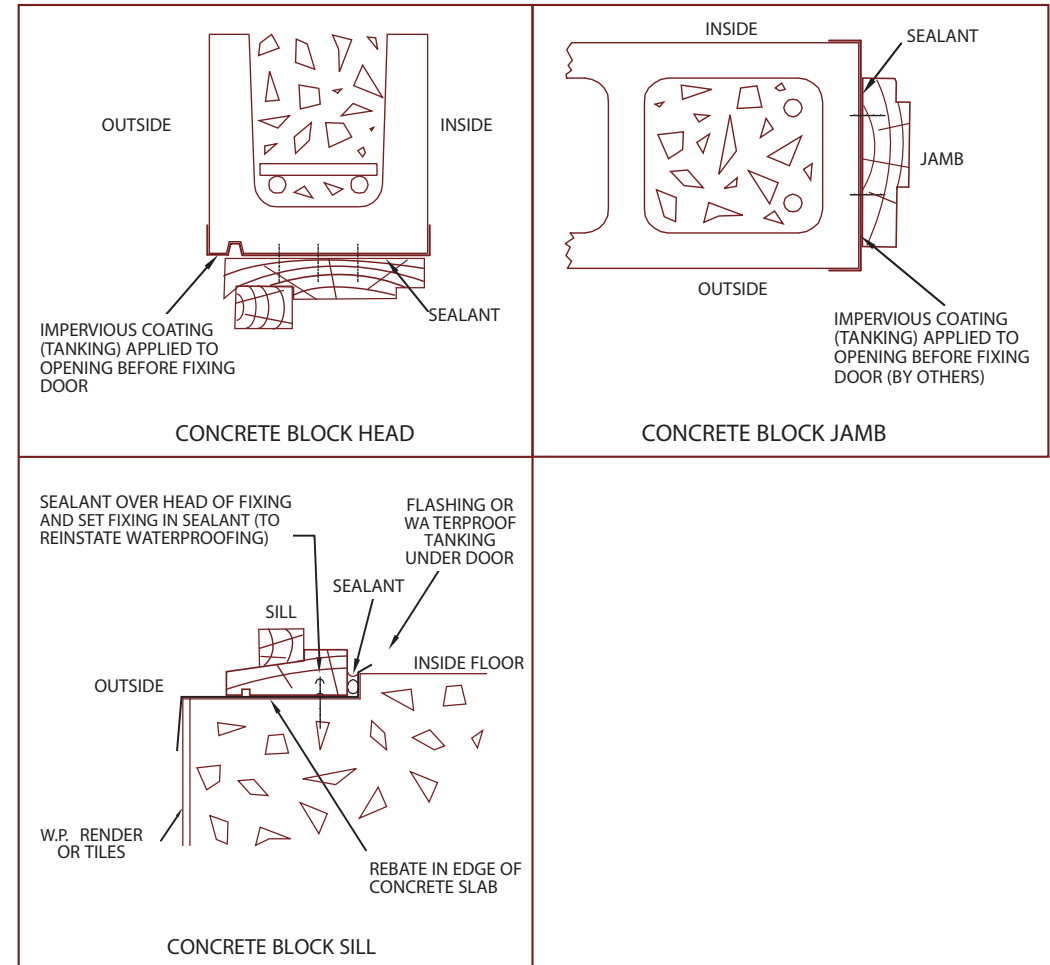 OUTSIDE
INSIDE
IMPERVIOUS COATING
(TANKING) APPLIED TO
OPENING BEFORE FIXING
DOOR
SEALANT
CONCRETE BLOCK HEAD
INSIDE
SEALANT
JAMB
OUTSIDE
IMPERVIOUS COATING
(TANKING) APPLIED TO
OPENING BEFORE FIXING
DOOR (BY OTHERS)
CONCRETE BLOCK JAMB
SEALANT OVER HEAD OF FIXING
AND SET FIXING IN SEALANT (TO
REINSTATE WATERPROOFING)
FLASHING OR
WA TERPROOF
TANKING
UNDER DOOR
SEALANT
SILL
INSIDE FLOOR
OUTSIDE
W.P. RENDER
OR TILES
REBATE IN EDGE OF
CONCRETE SLAB
CONCRETE BLOCK SILL